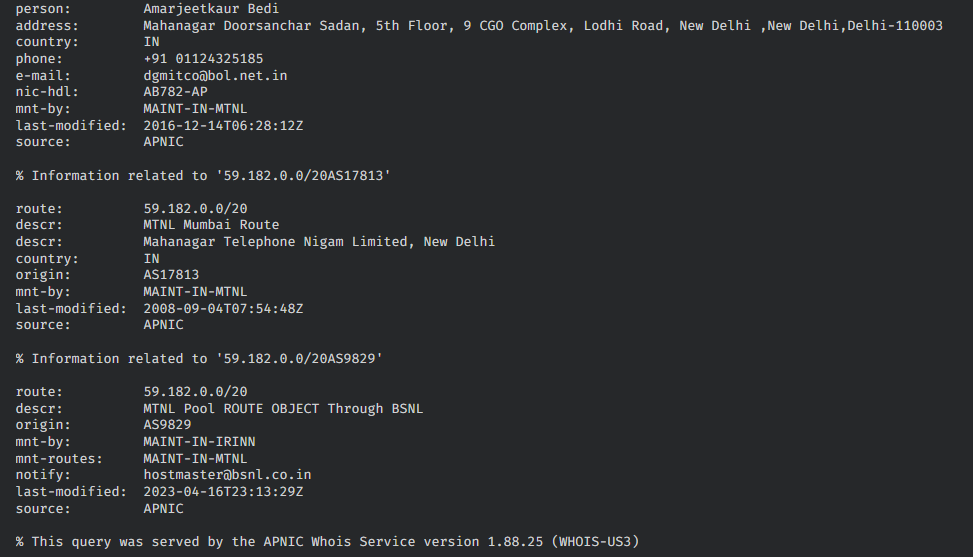 person: Amarjeetkaur Bedi
address: Mahanagar Doorsanchar Sadan, 5th Floor, 9 CGO Complex, Lodhi Road, New Delhi ,New Delhi,Delhi-110003
country: IN
phone: +91 01124325185
e-mail: dgmitco@bol.net.in
nic-hdl: AB782-AP
mnt-by: MAINT-IN-MTNL
last-modified: 2016-12-14T06:28:12Z
source: APNIC

% Information related to '59.182.0.0/20AS17813'

route: 59.182.0.0/20
descr: MTNL Mumbai Route
descr: Mahanagar Telephone Nigam Limited, New Delhi
country: IN
origin: AS17813
mnt-by: MAINT-IN-MTNL
last-modified: 2008-09-04T07:54:48Z
source: APNIC

% Information related to '59.182.0.0/20AS9829'

route: 59.182.0.0/20
descr: MTNL Pool ROUTE OBJECT Through BSNL
origin: AS9829
mnt-by: MAINT-IN-IRINN
mnt-routes: MAINT-IN-MTNL
notify: hostmaster@bsnl.co.in
last-modified: 2023-04-16T23:13:29Z
source: APNIC

% This query was served by the APNIC Whois Service version 1.88.25 (WHOIS-US3)